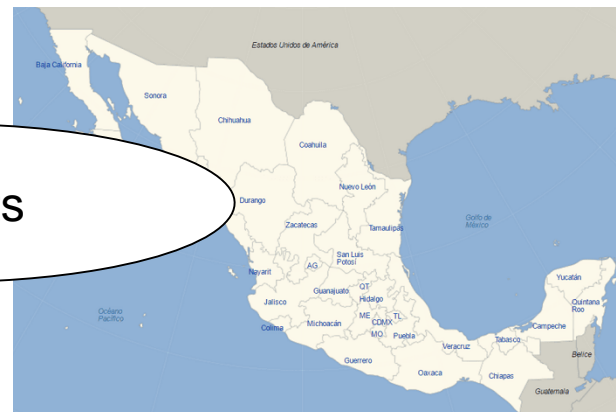 Estados Unidos de América
Baja California
Sonora
Chihuahua
Coahuila
s
Durango
Nuevo León
Zacatecas
Tamaulipas
Golfo de
México
San Luis
Potosí
AG
Nayarit
Guanajuato
QT
Hidalgo
Jalisco
ME
CDMX
TL
Océano
Pacífico
Colima
Michoacán
MO
Puebla
Veracruz
Guerrero
Oaxaca
Tabasco
Chiapas
Campeche
Yucatán
Quintana
Roo
Belice
Guatemala